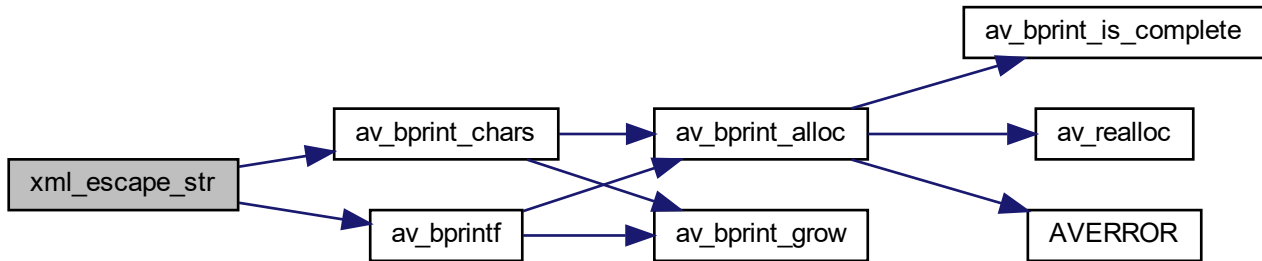 av_bprint_is_complete
av_bprint_chars
av_bprint_alloc
av_realloc
xml_escape_str
av_bprintf
av_bprint_grow
AVERROR